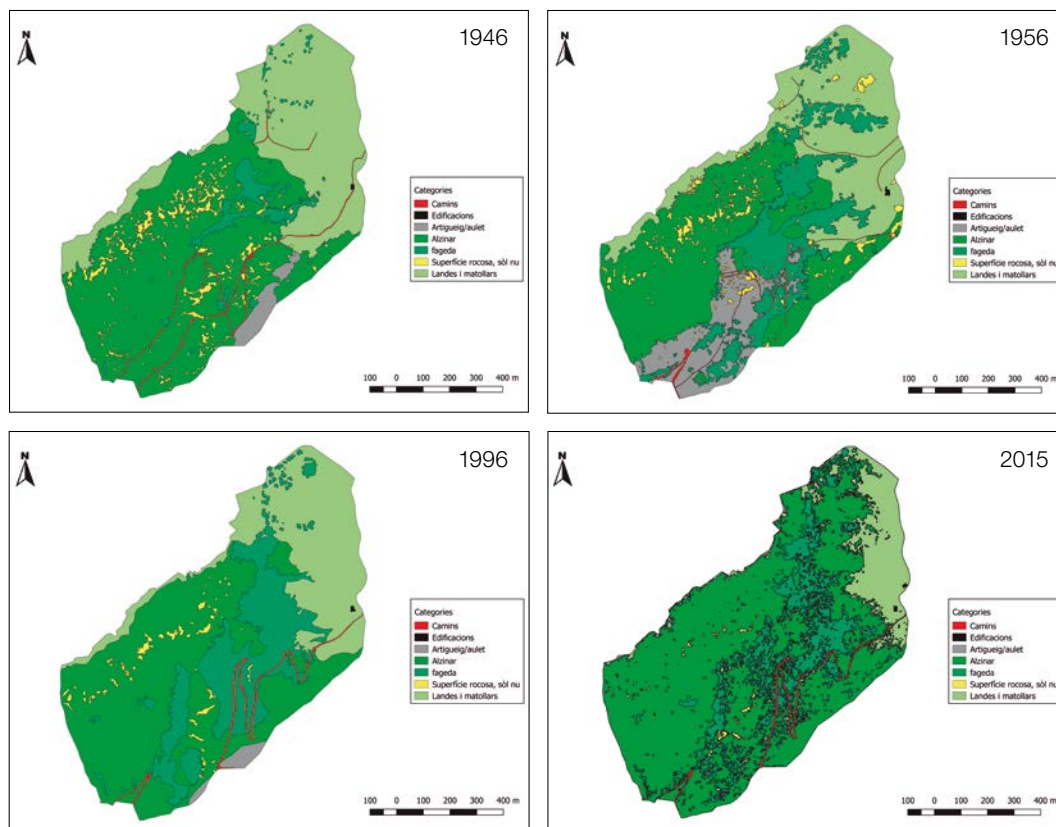 1946
N
Categories
Camins
Edificacions
Artigueig/aulet
Alzinar
fageda
Superfície rocosa, sòl nu
Landes i matollars
100 0 100 200 300 400 m
1956
N
Categories
Camins
Edificacions
Artigueig/aulet
Alzinar
fageda
Superfície rocosa, sòl nu
Landes i matollars
100 0 100 200 300 400 m
1996
N
Categories
Camins
Edificacions
Artigueig/aulet
Alzinar
fageda
Superfície rocosa, sòl nu
Landes i matollars
100 0 100 200 300 400 m
2015
N
Categories
Camins
Edificacions
Artigueig/aulet
Alzinar
fageda
Superfície rocosa, sòl nu
Landes i matollars
100 0 100 200 300 400 m